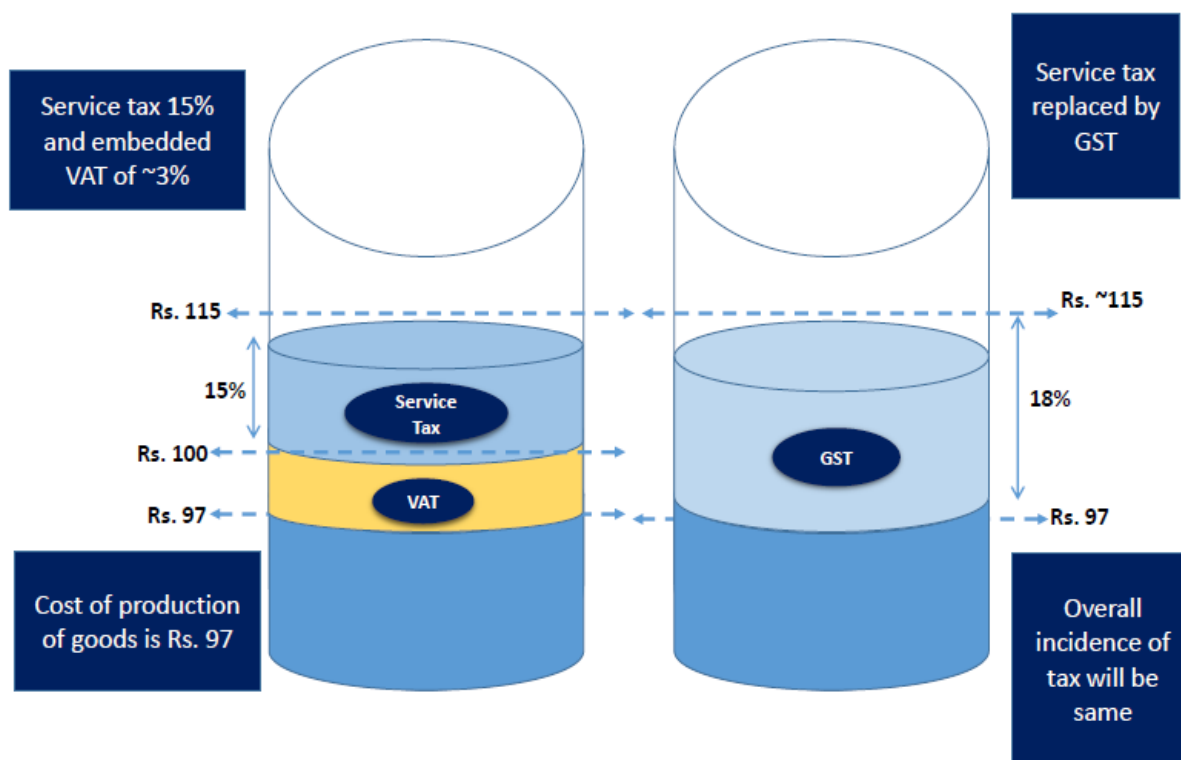 Service tax 15%
and embedded
VAT of ~3%
Service tax
replaced by
GST
Rs. 115
Rs. ~115
15%
Service
Tax
18%
Rs. 100
GST
VAT
Rs. 97
Rs. 97
Cost of production
of goods is Rs. 97
Overall
incidence of
tax will be
same